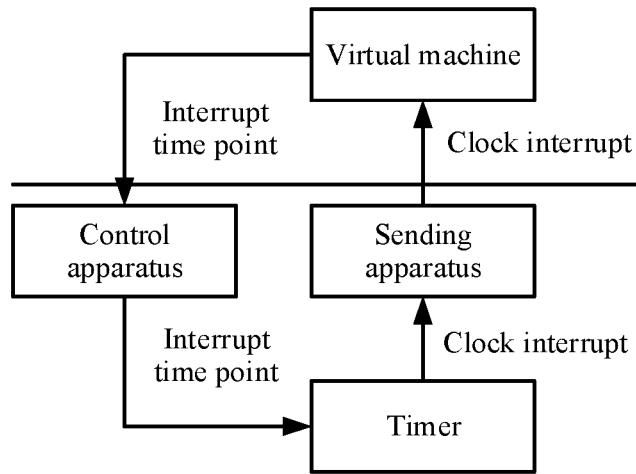 Virtual machine
Interrupt
time point
Clock interrupt
Control
apparatus
Sending
apparatus
Interrupt
time point
Clock interrupt
Timer